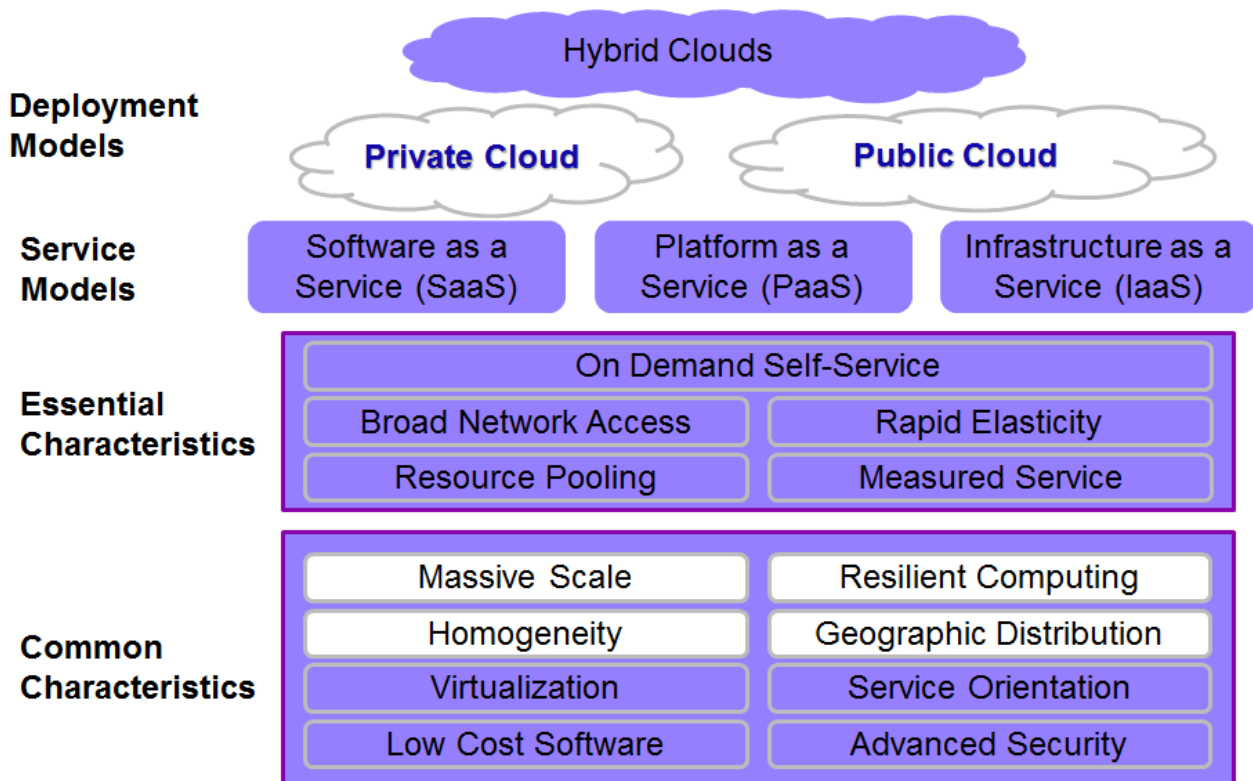 Hybrid Clouds
Deployment
Models
Private Cloud
Public Cloud
Service
Models
Software as a
Service (SaaS)
Platform as a
Service (PaaS)
Infrastructure as a
Service (IaaS)
Essential
Characteristics
On Demand Self-Service
Broad Network Access
Rapid Elasticity
Resource Pooling
Measured Service
Common
Characteristics
Massive Scale
Resilient Computing
Homogeneity
Geographic Distribution
Virtualization
Service Orientation
Low Cost Software
Advanced Security